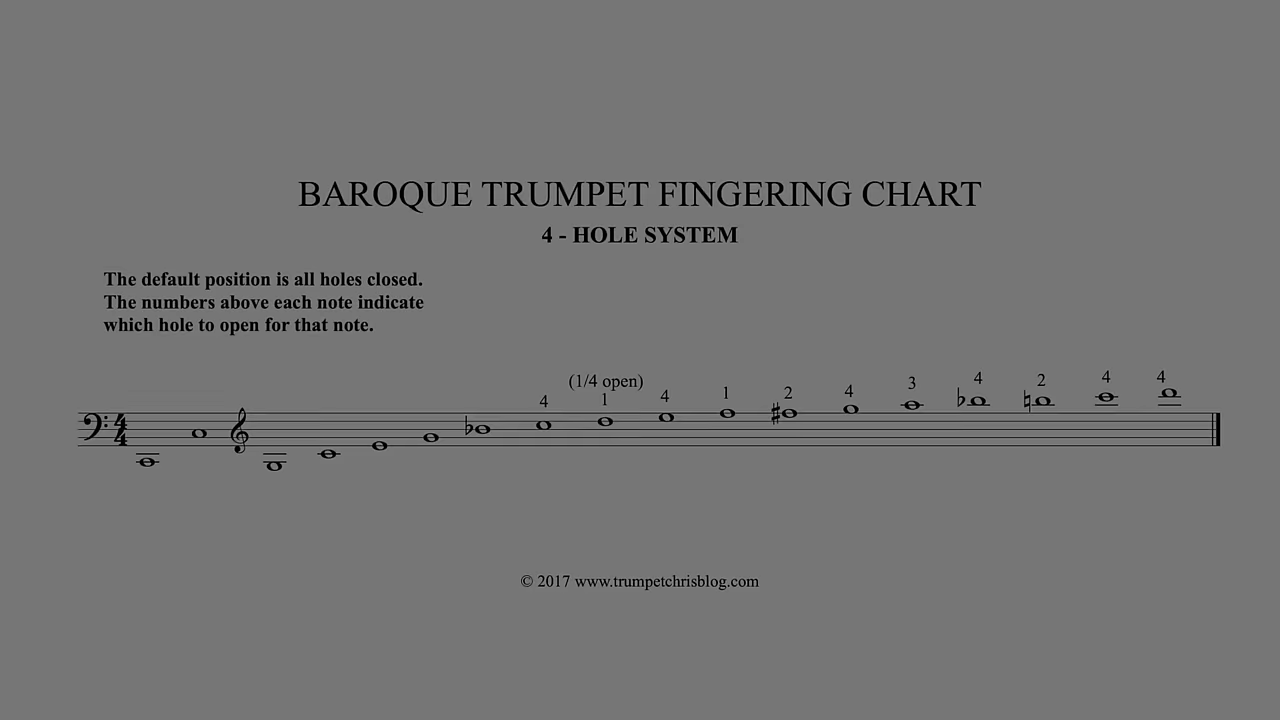 BAROQUE TRUMPET FINGERING CHART
4 - HOLE SYSTEM
The default position is all holes closed.
The numbers above each note indicate
which hole to open for that note.
(1/4 open)
4 1 4 1 2 4 3 4 2 4 4
4
4
© 2017 www.trumpetchrisblog.com